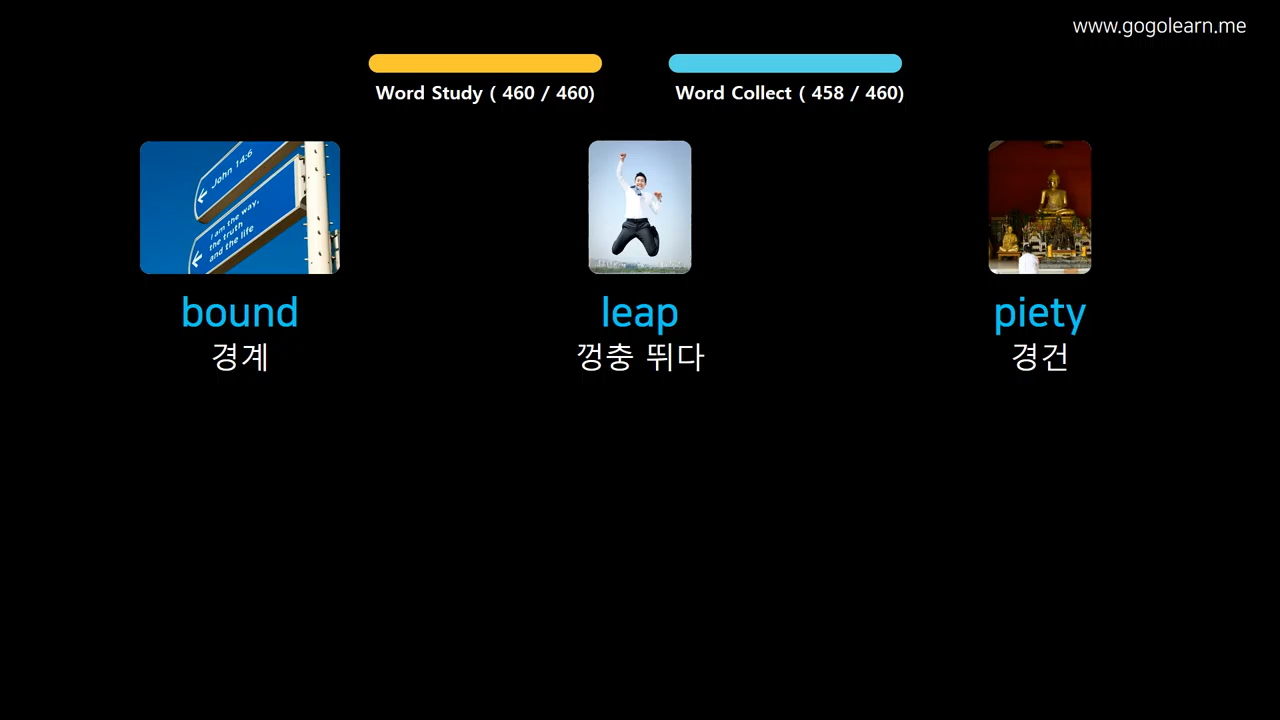 www.gogolearn.me
Word Study ( 460 / 460)
Word Collect ( 458 / 460)
John 14:6
I am the way,
the truth
and the life
bound
leap
piety
경계
껑충 뛰다
경건